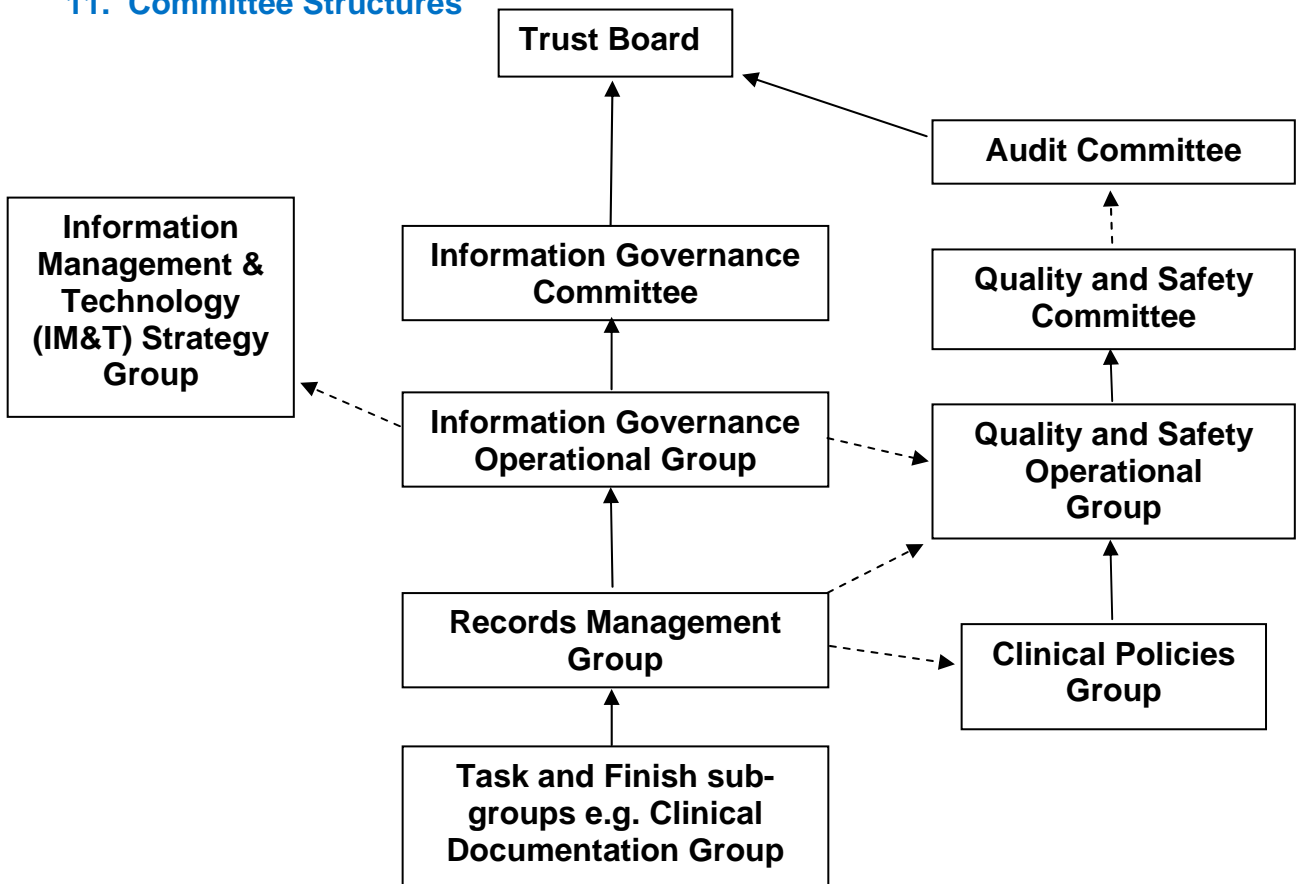 11. Committee Structures
Trust Board
Audit Committee
Information
Management &
Technology
(IM&T) Strategy
Group
Information Governance
Committee
Quality and Safety
Committee
Information Governance
Operational Group
Quality and Safety
Operational
Group
Records Management
Group
Clinical Policies
Group
Task and Finish sub-
groups e.g. Clinical
Documentation Group